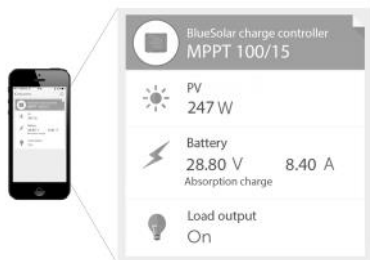 BlueSolar charge controller
MPPT 100/15
PV
247 W
Battery
28.80 V 8.40 A
Absorption charge
Load output
On